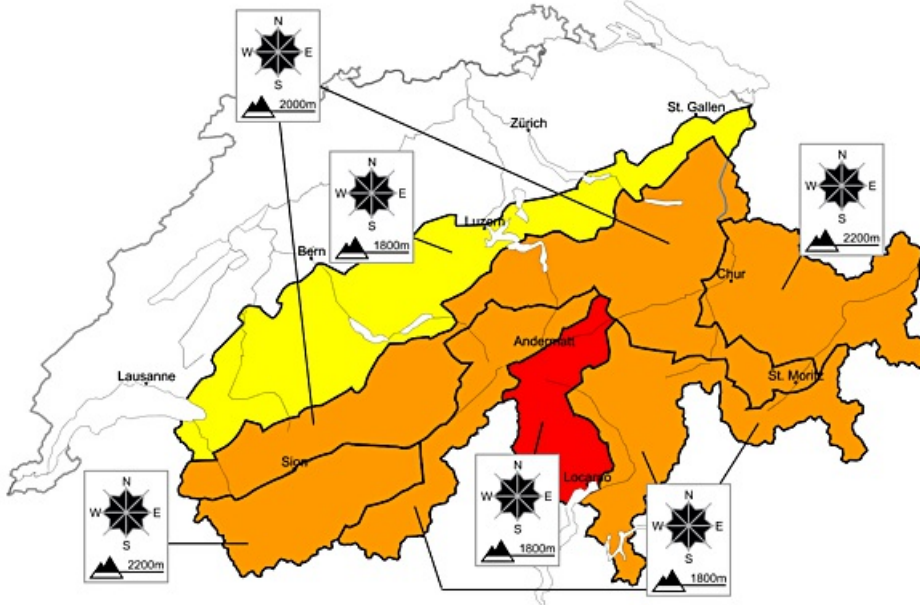 N
W E
S
2000m
St. Gallen
Zürich
N
W E
S
1800m
N
W E
S
2200m
Luzern
Bern
Chur
Andermatt
Lausanne
St. Moritz
Sion
Locarno
N
W E
S
2200m
N
W E
S
1800m
N
W E
S
1800m